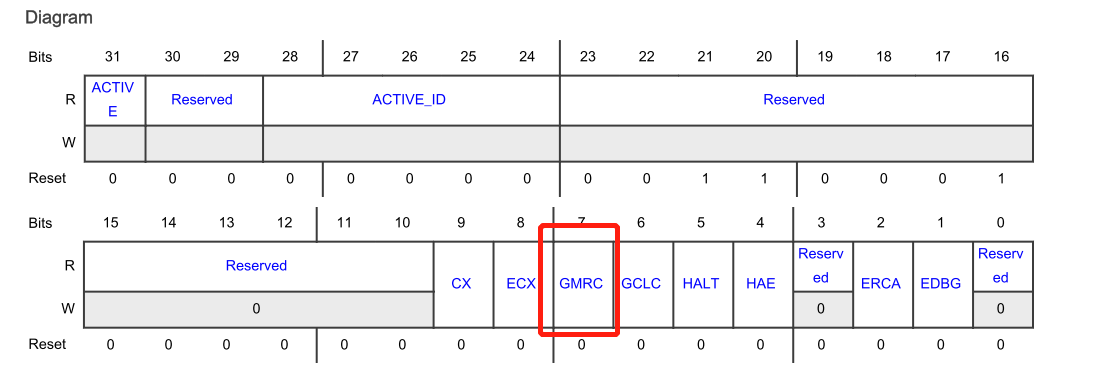 Diagram
Bits 31 30 29 28 27 26 25 24 23 22 21 20 19 18 17 16
R ACTIV
E Reserved ACTIVE_ID Reserved
W
Reset 0 0 0 0 0 0 0 0 0 0 1 1 0 0 0 1
Bits 15 14 13 12 11 10 9 8 7 6 5 4 3 2 1 0
R Reserved CX ECX GMRC GCLC HALT HAE Reserv
ed ERCA EDBG Reserv
ed
W 0 0 0
Reset 0 0 0 0 0 0 0 0 0 0 0 0 0 0 0 0